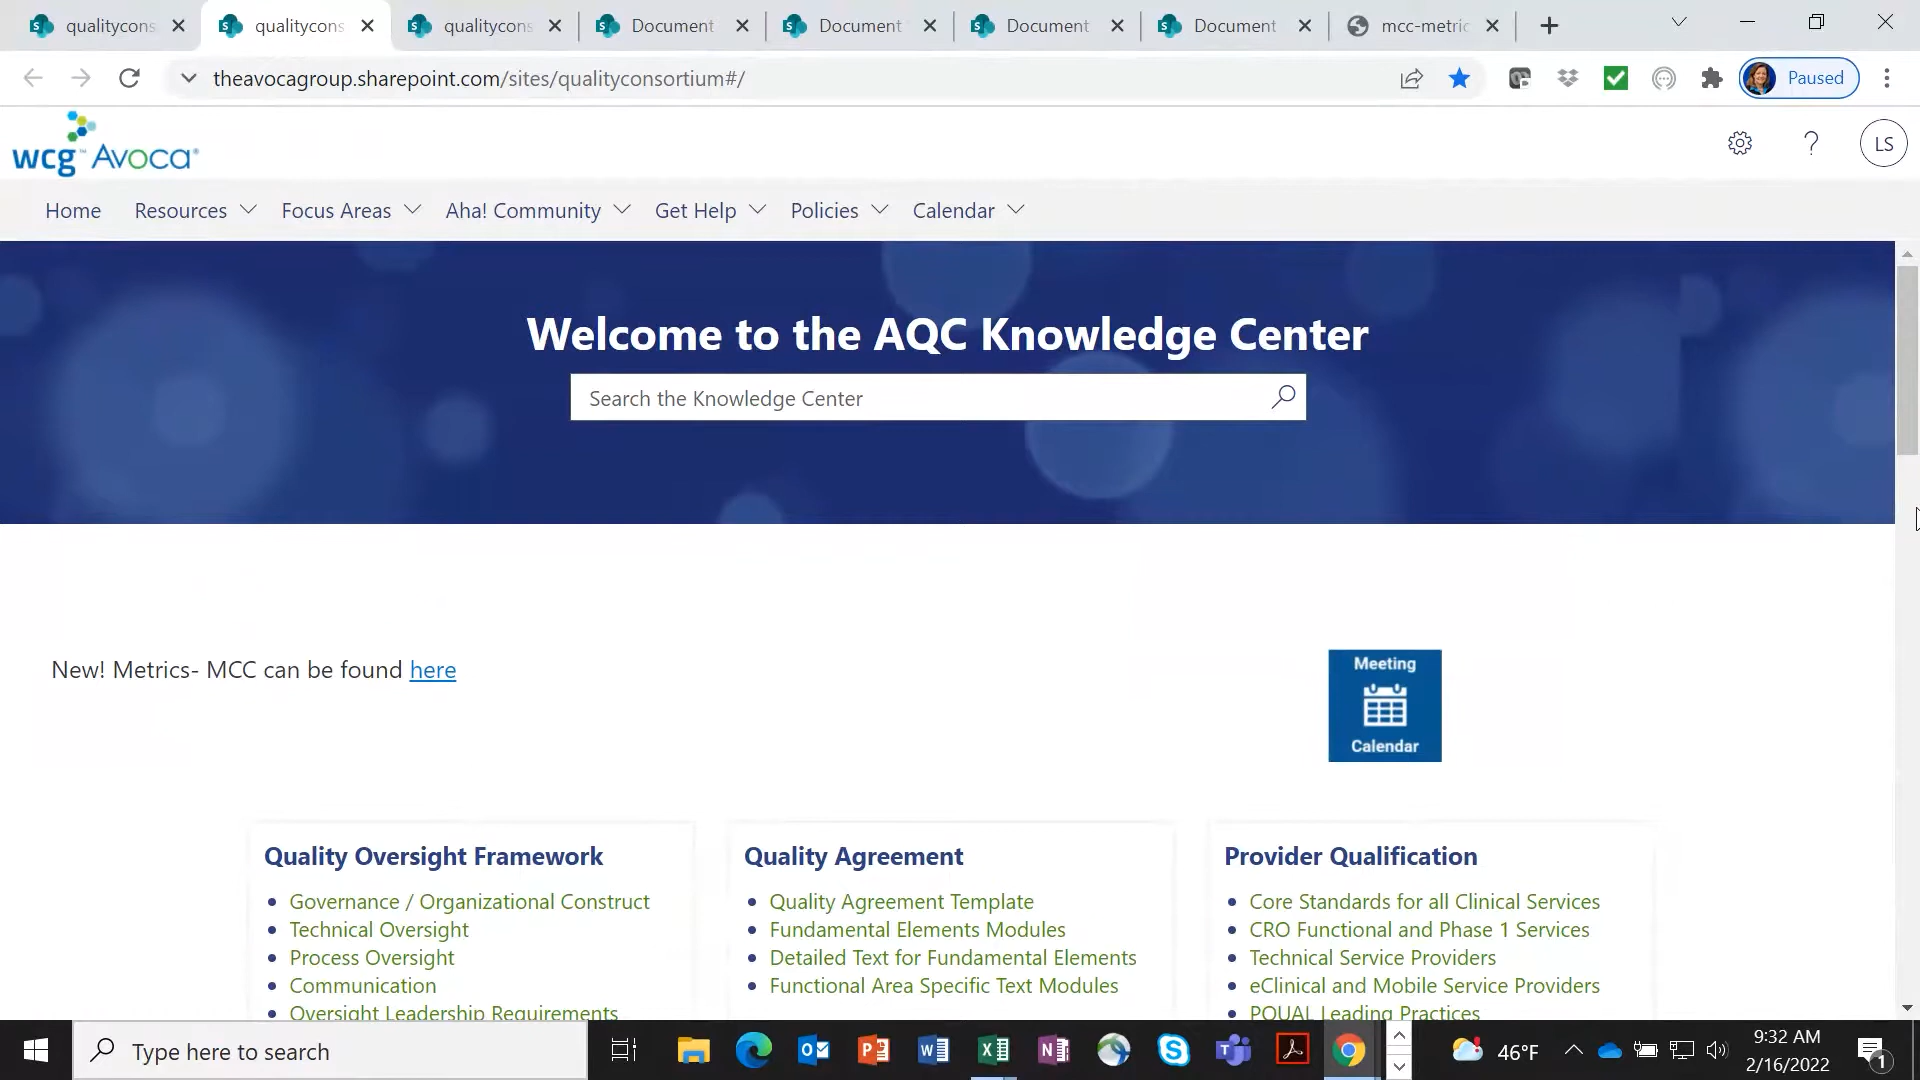 qualitycons
qualitycons
qualitycons
Document
Document
Document
Document
mcc-metric
theavocagroup.sharepoint.com/sites/qualityconsortium#/
Paused
wcg™ Avoca®
LS
Home
Resources
Focus Areas
Aha! Community
Get Help
Policies
Calendar
Welcome to the AQC Knowledge Center
Search the Knowledge Center
New! Metrics- MCC can be found here
Meeting
Calendar
Quality Oversight Framework
• Governance / Organizational Construct
• Technical Oversight
• Process Oversight
• Communication
• Oversight Leadership Requirements
Quality Agreement
• Quality Agreement Template
• Fundamental Elements Modules
• Detailed Text for Fundamental Elements
• Functional Area Specific Text Modules
Provider Qualification
• Core Standards for all Clinical Services
• CRO Functional and Phase 1 Services
• Technical Service Providers
• eClinical and Mobile Service Providers
• PQUAL Leading Practices
Type here to search
46°F
9:32 AM
2/16/2022
1